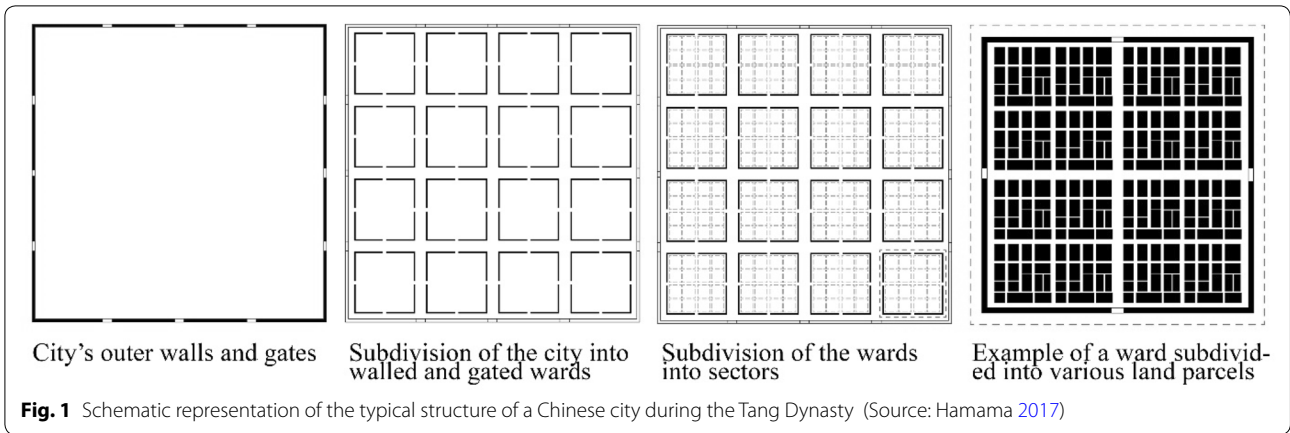 City's outer walls and gates
Subdivision of the city into
walled and gated wards
Subdivision of the wards
into sectors
Example of a ward subdivid-
ed into various land parcels
Fig. 1 Schematic representation of the typical structure of a Chinese city during the Tang Dynasty (Source: Hamama 2017)